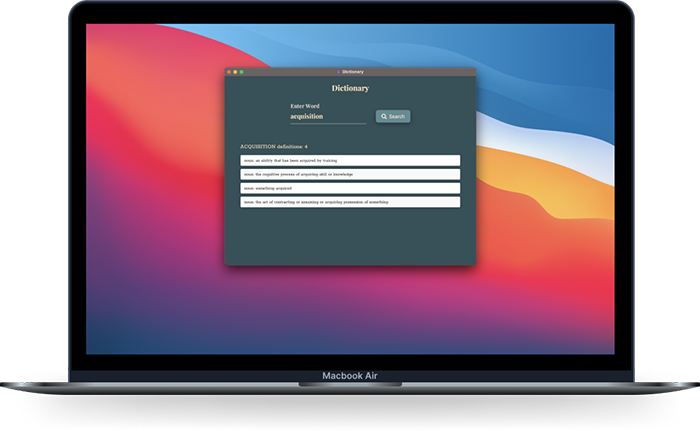 Dictionary
Dictionary
Enter Word
acquisition
Search
ACQUISITION definitions: 4
noun: an ability that has been acquired by training
noun: the cognitive process of acquiring skill or knowledge
noun: something acquired
noun: the act of contracting or assuming or acquiring possession of something
Macbook Air